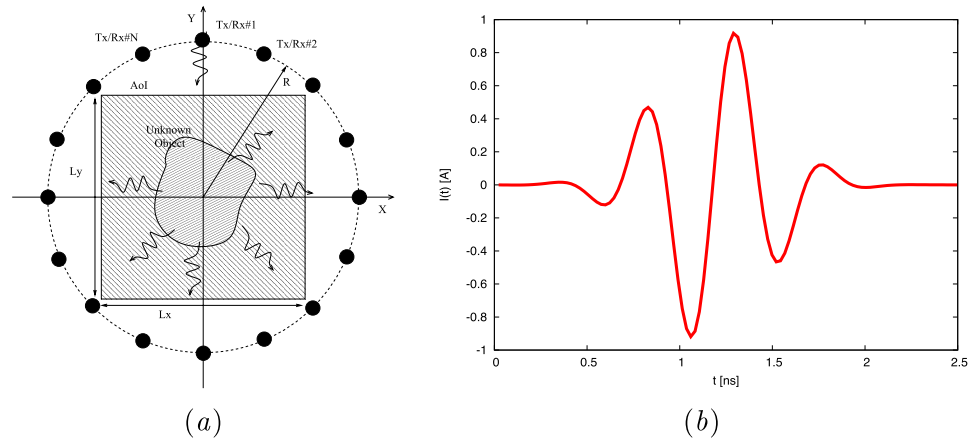 Y
Tx/Rx#1
Tx/Rx#N
Tx/Rx#2
R
AoI
Unknown
Object
Ly
X
Lx
(a)
1
0.8
0.6
0.4
0.2
0
-0.2
-0.4
-0.6
-0.8
-1
I(t) [A]
0
0.5
1
1.5
2
2.5
t [ns]
(b)